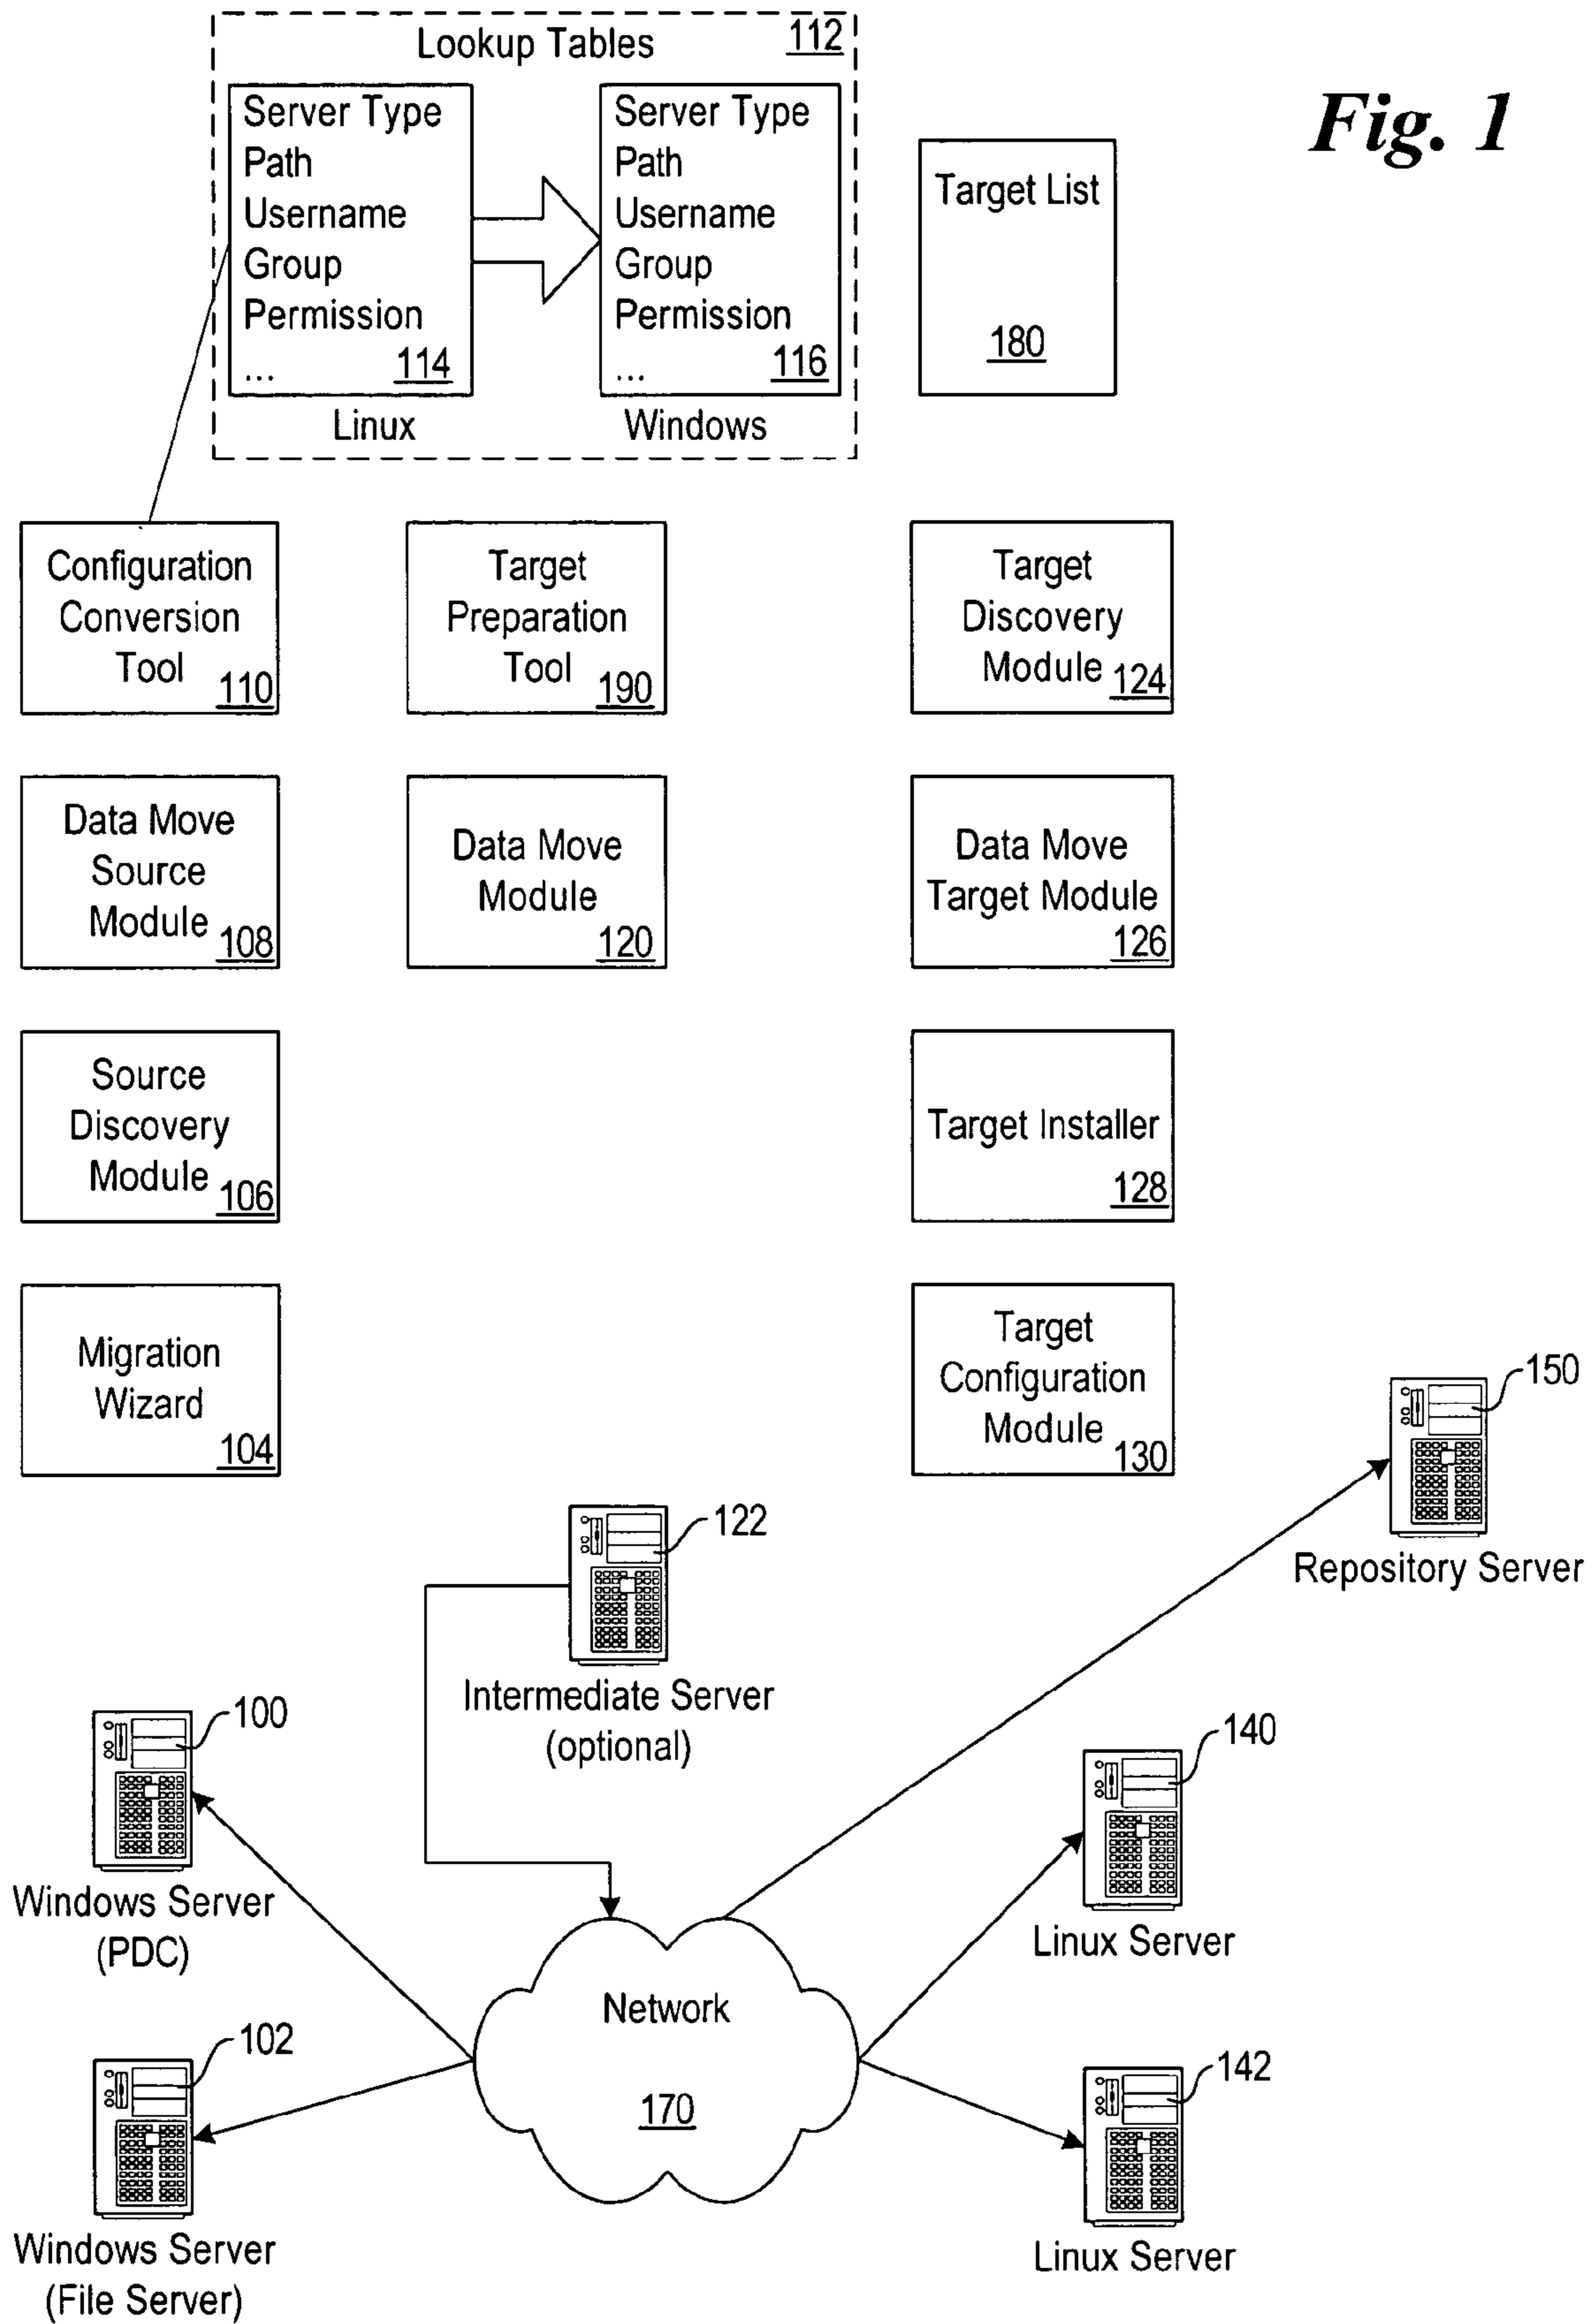 Fig. 1
Lookup Tables 112
Server Type
Path
Username
Group
Permission
... 114
Linux
Server Type
Path
Username
Group
Permission
... 116
Windows
Target List
180
Configuration
Conversion
Tool 110
Target
Preparation
Tool 190
Target
Discovery
Module 124
Data Move
Source
Module 108
Data Move
Module
120
Data Move
Target Module
126
Source
Discovery
Module 106
Target Installer
128
Migration
Wizard
104
Target
Configuration
Module 130
150
Repository Server
122
Intermediate Server
(optional)
100
Windows Server
(PDC)
140
Linux Server
Network
170
102
Windows Server
(File Server)
142
Linux Server